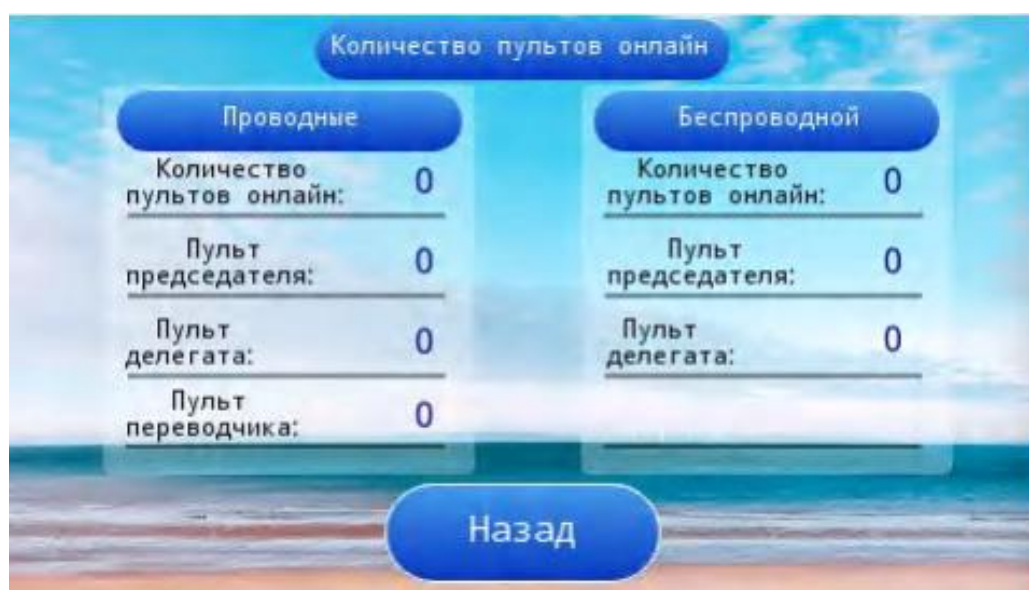 Количество пультов онлайн
Проводные
Количество
пультов онлайн: 0
Пульт
председателя: 0
Пульт
делегата: 0
Пульт
переводчика: 0
Беспроводной
Количество
пультов онлайн: 0
Пульт
председателя: 0
Пульт
делегата: 0
Назад